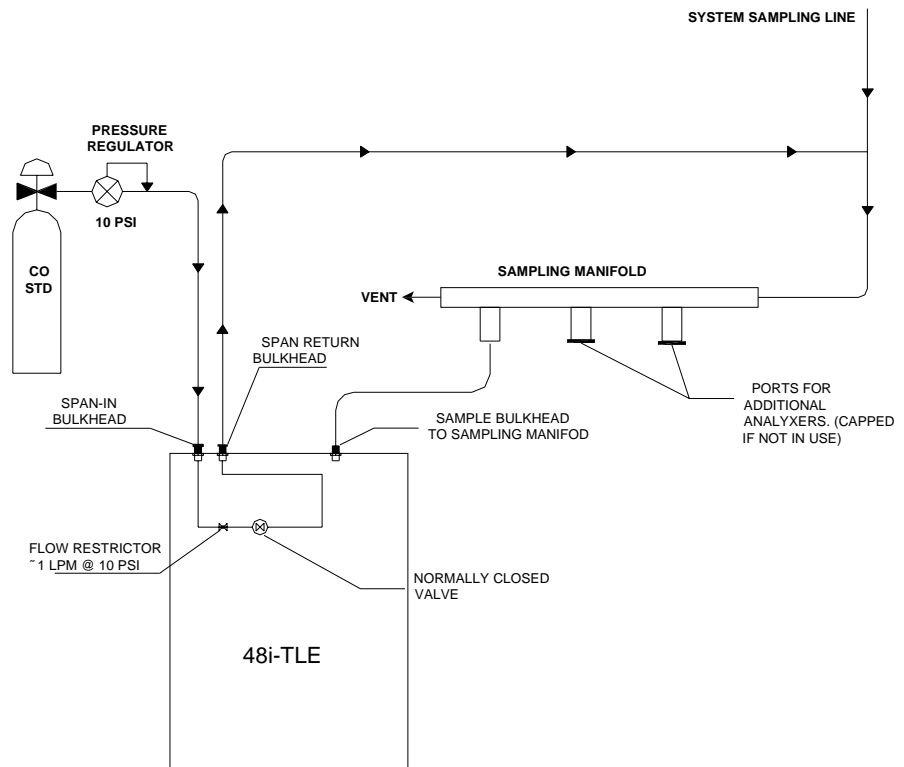 SYSTEM SAMPLING LINE
PRESSURE
REGULATOR
10 PSI
CO
STD
SAMPLING MANIFOLD
VENT
SPAN RETURN
BULKHEAD
SPAN-IN
BULKHEAD
SAMPLE BULKHEAD
TO SAMPLING MANIFOD
PORTS FOR
ADDITIONAL
ANALYXERS. (CAPPED
IF NOT IN USE)
FLOW RESTRICTOR
~1 LPM @ 10 PSI
NORMALLY CLOSED
VALVE
48i-TLE